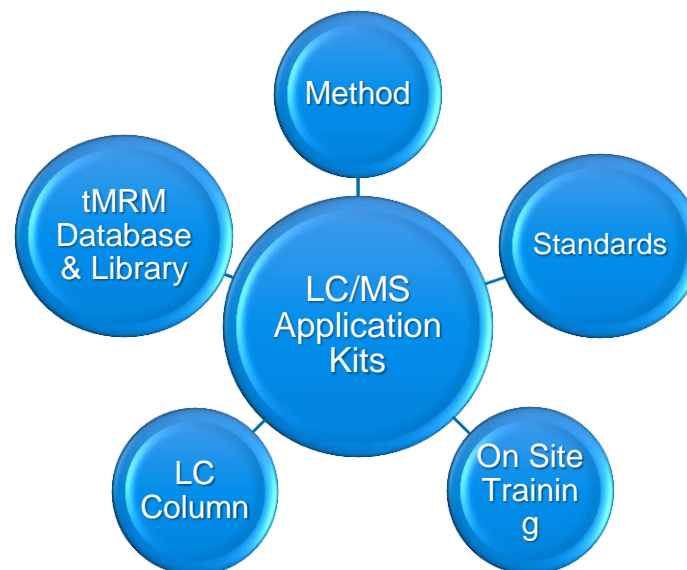 Method
tMRM
Database
& Library
Standards
LC/MS
Application
Kits
LC
Column
On Site
Trainin
g